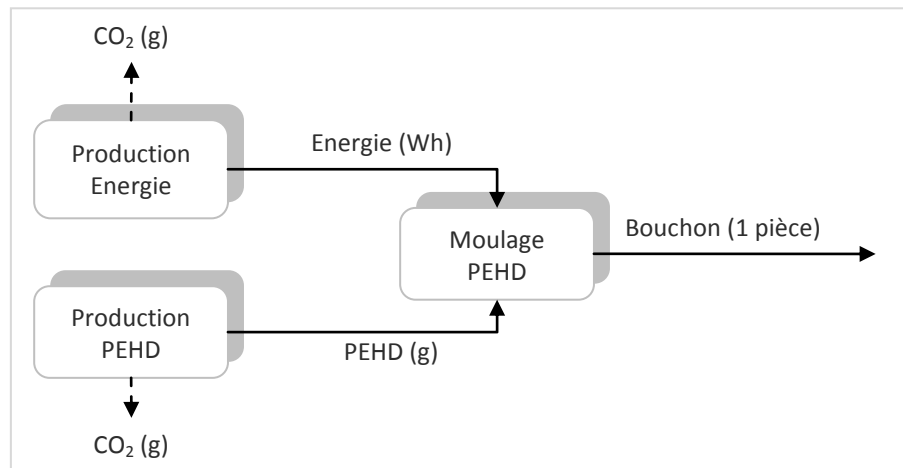 CO₂ (g)
Production
Energie
Energie (Wh)
Moulage
PEHD
Bouchon (1 pièce)
Production
PEHD
PEHD (g)
CO₂ (g)